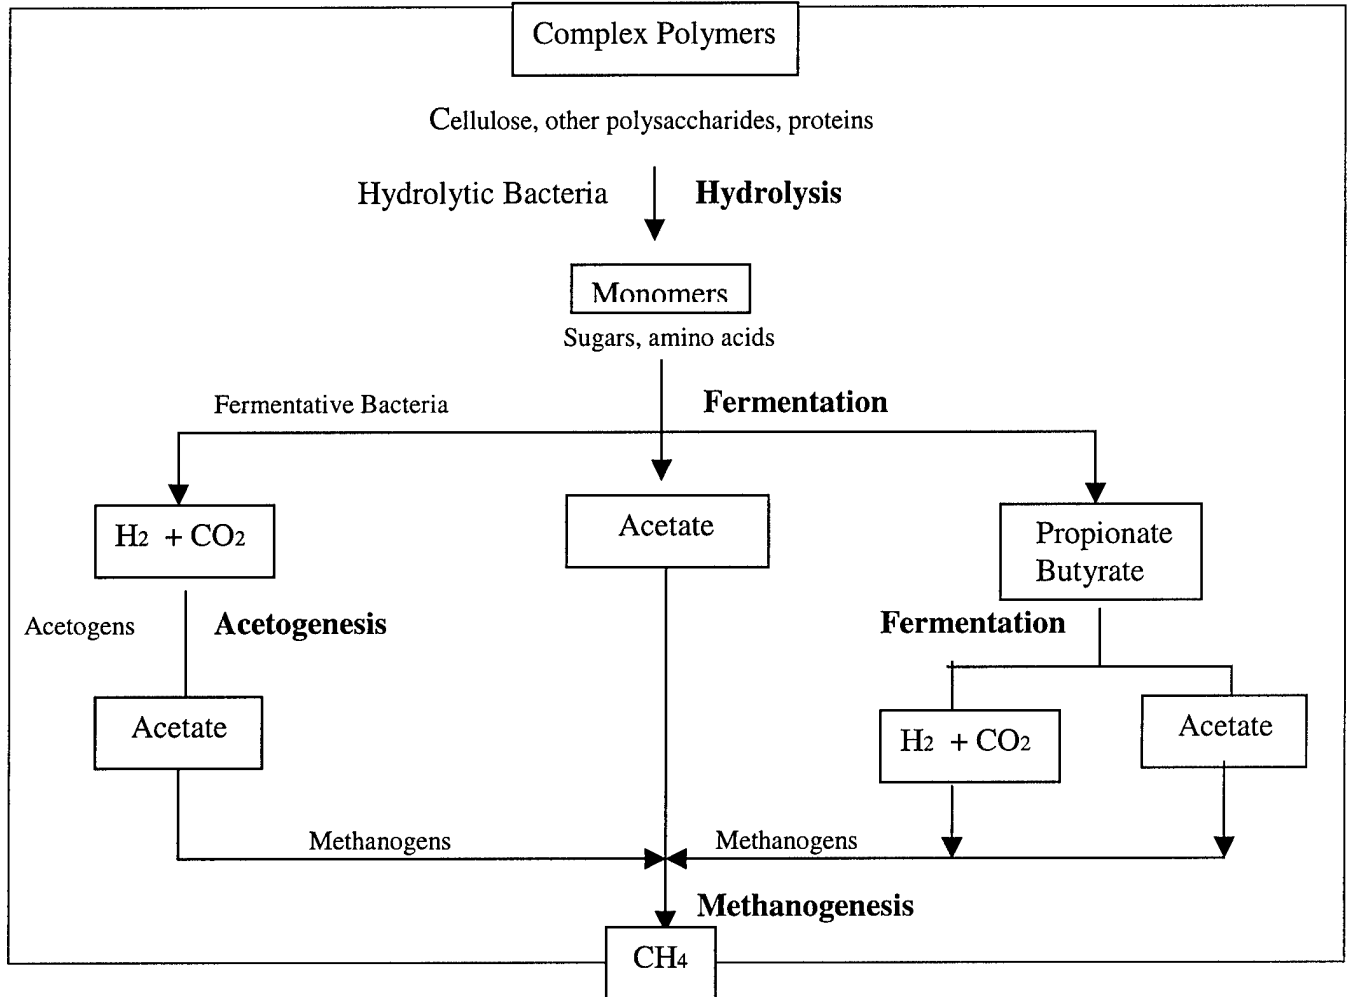 Complex Polymers
Cellulose, other polysaccharides, proteins
Hydrolytic Bacteria
Hydrolysis
Monomers
Sugars, amino acids
Fermentative Bacteria
Fermentation
H2 + CO2
Acetate
Propionate
Butyrate
Acetogens
Acetogenesis
Fermentation
Acetate
H2 + CO2
Acetate
Methanogens
Methanogens
Methanogenesis
CH4